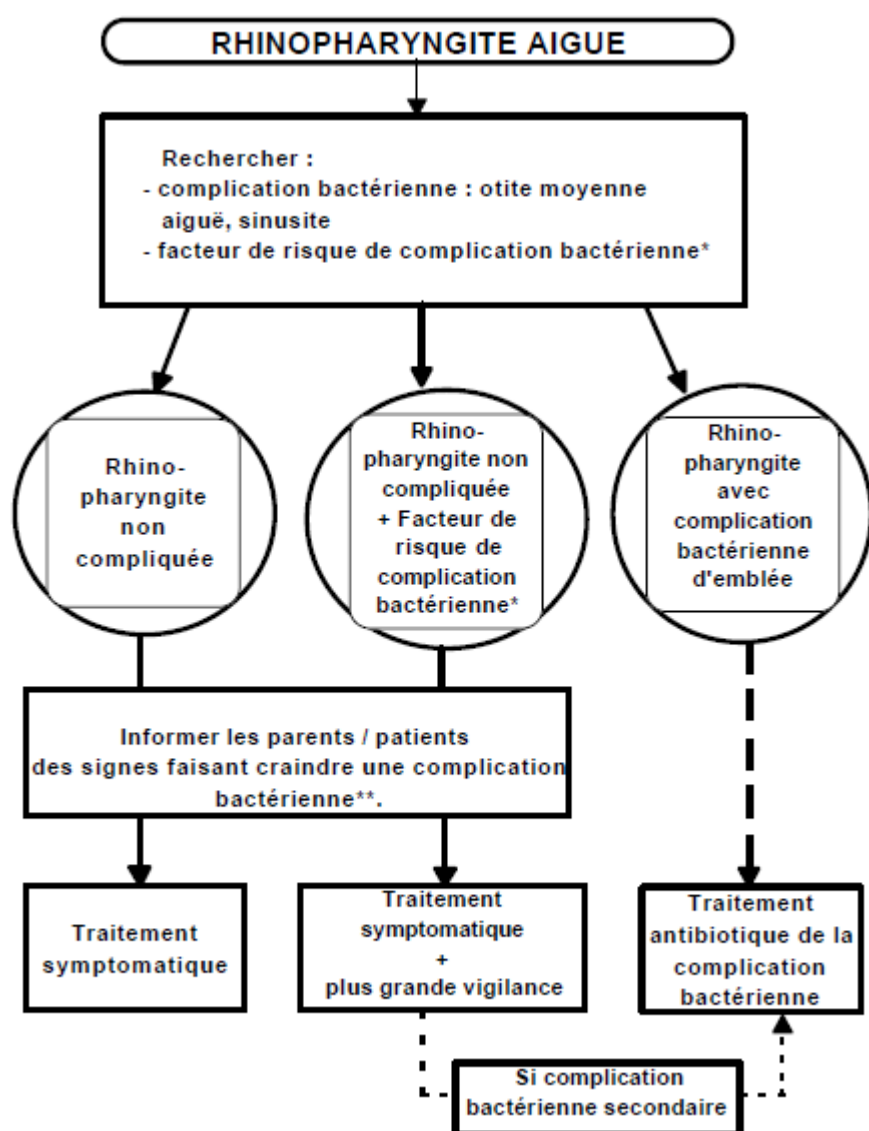 RHINOPHARYNGITE AIGUE
Rechercher :
- complication bactérienne : otite moyenne
aiguë, sinusite
- facteur de risque de complication bactérienne*
Rhino-
pharyngite
non
compliquée
Rhino-
pharyngite non
compliquée
+ Facteur de
risque de
complication
bactérienne*
Rhino-
pharyngite
avec
complication
bactérienne
d'emblée
Informer les parents / patients
des signes faisant craindre une complication
bactérienne**.
Traitement
symptomatique
Traitement
symptomatique
+
plus grande vigilance
Traitement
antibiotique de la
complication
bactérienne
Si complication
bactérienne secondaire